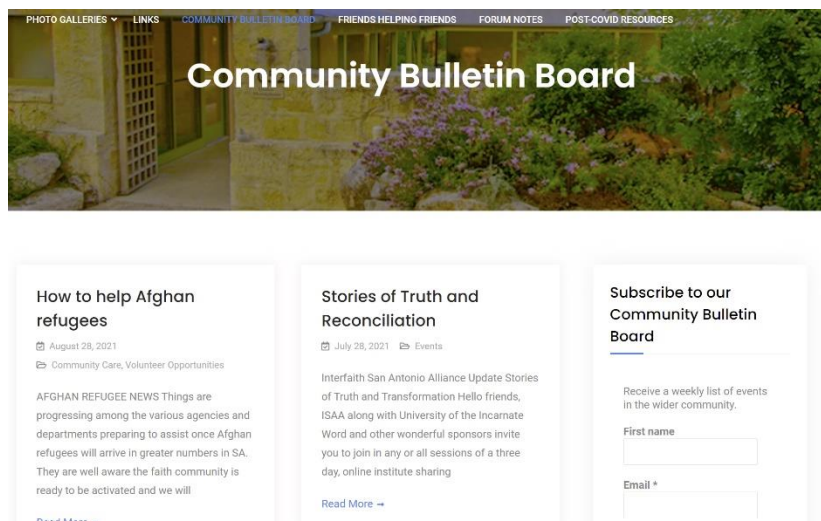 PHOTO GALLERIES LINKS COMMUNITY BULLETIN BOARD FRIENDS HELPING FRIENDS FORUM NOTES POST-COVID RESOURCES
Community Bulletin Board
How to help Afghan
refugees
August 28, 2021
Community Care, Volunteer Opportunities
AFGHAN REFUGEE NEWS Things are
progressing among the various agencies and
departments preparing to assist once Afghan
refugees will arrive in greater numbers in SA.
They are well aware the faith community is
ready to be activated and we will
Read More →
Stories of Truth and
Reconciliation
July 28, 2021 Events
Interfaith San Antonio Alliance Update Stories
of Truth and Transformation Hello friends,
ISAA along with University of the Incarnate
Word and other wonderful sponsors invite
you to join in any or all sessions of a three
day, online institute sharing
Read More →
Subscribe to our
Community Bulletin
Board
Receive a weekly list of events
in the wider community.
First name
Email *